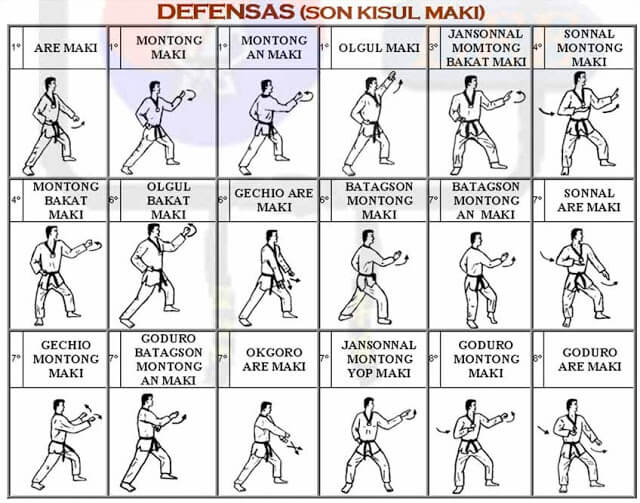 DEFENSAS (SON KISUL MAKI)
1° ARE MAKI
1° MONTONG
MAKI
1° MONTONG
AN MAKI
1° OLGUL MAKI
3° JANSONNAL
MOMTONG
BAKAT MAKI
4° SONNAL
MONTONG
MAKI
4° MONTONG
BAKAT
MAKI
6° OLGUL
BAKAT
MAKI
6° GECHIO ARE
MAKI
6° BATAGSON
MONTONG
MAKI
7° BATAGSON
MONTONG
AN MAKI
7° SONNAL
ARE MAKI
7° GECHIO
MONTONG
MAKI
7° GODURO
BATAGSON
MONTONG
AN MAKI
7° OKGORO
ARE MAKI
7° JANSONNAL
MONTONG
YOP MAKI
8° GODURO
MONTONG
MAKI
8° GODURO
ARE MAKI